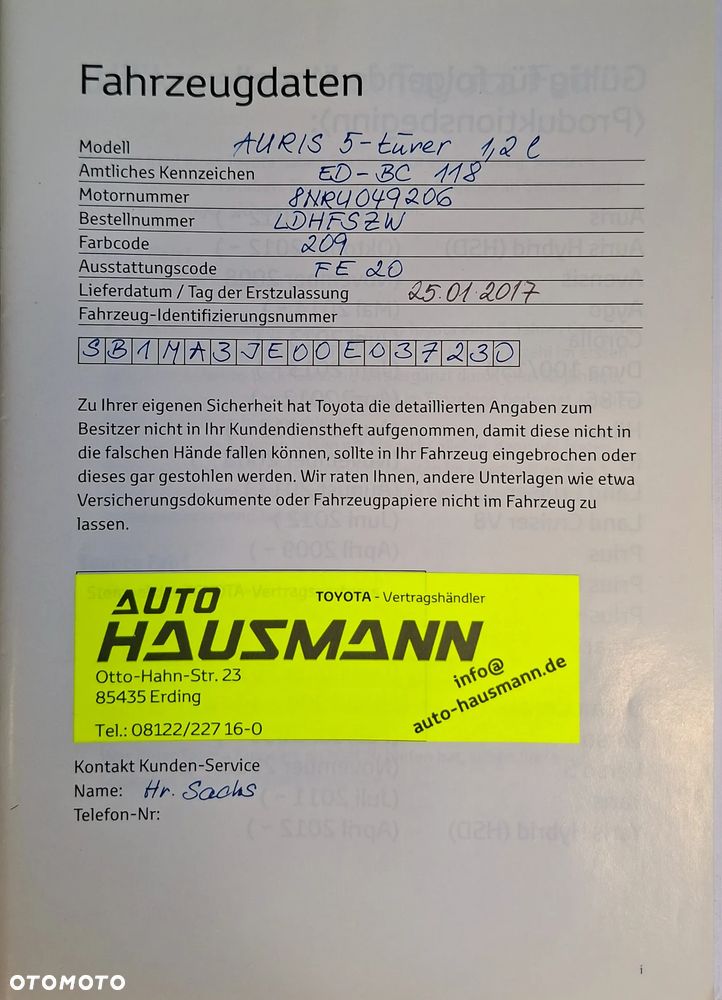 Fahrzeugdaten
Modell AURIS 5-türer 1,2 l
Amtliches Kennzeichen ED-BC 118
Motornummer 8NR4049206
Bestellnummer LDHFSZW
Farbcode 209
Ausstattungscode FE 20
Lieferdatum / Tag der Erstzulassung 25.01.2017
Fahrzeug-Identifizierungsnummer
SB1MA3JE00E037230
Zu Ihrer eigenen Sicherheit hat Toyota die detaillierten Angaben zum
Besitzer nicht in Ihr Kundendienstheft aufgenommen, damit diese nicht in
die falschen Hände fallen können, sollte in Ihr Fahrzeug eingebrochen oder
dieses gar gestohlen werden. Wir raten Ihnen, andere Unterlagen wie etwa
Versicherungsdokumente oder Fahrzeugpapiere nicht im Fahrzeug zu
lassen.
AUTO TOYOTA - Vertragshändler
HAUSMANN
Otto-Hahn-Str. 23
85435 Erding
Tel.: 08122/227 16-0
info@
auto-hausmann.de
Kontakt Kunden-Service
Name: Hr. Sachs
Telefon-Nr:
i
OTOMOTO